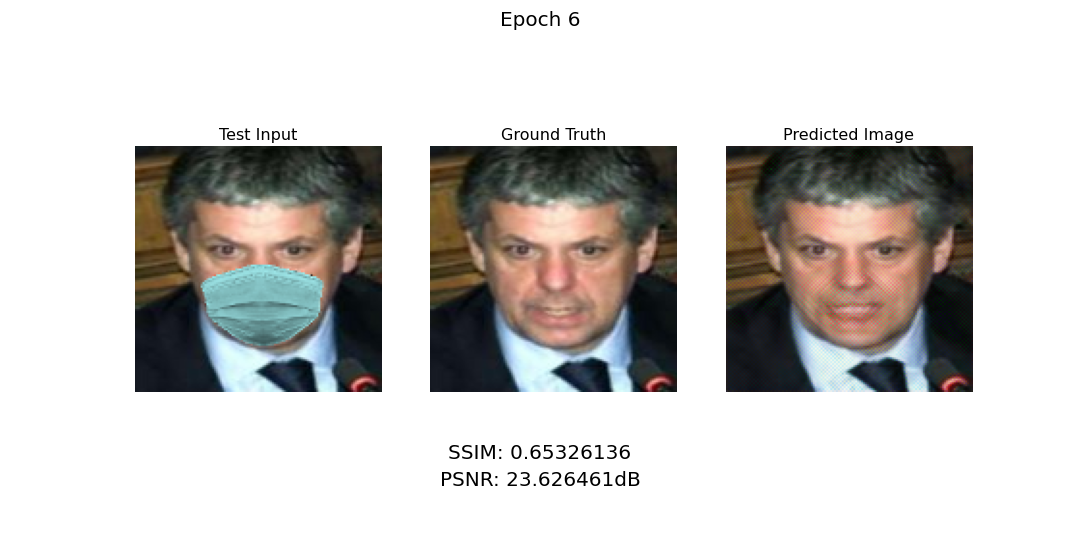 Epoch 6
Test Input
Ground Truth
Predicted Image
SSIM: 0.65326136
PSNR: 23.626461dB